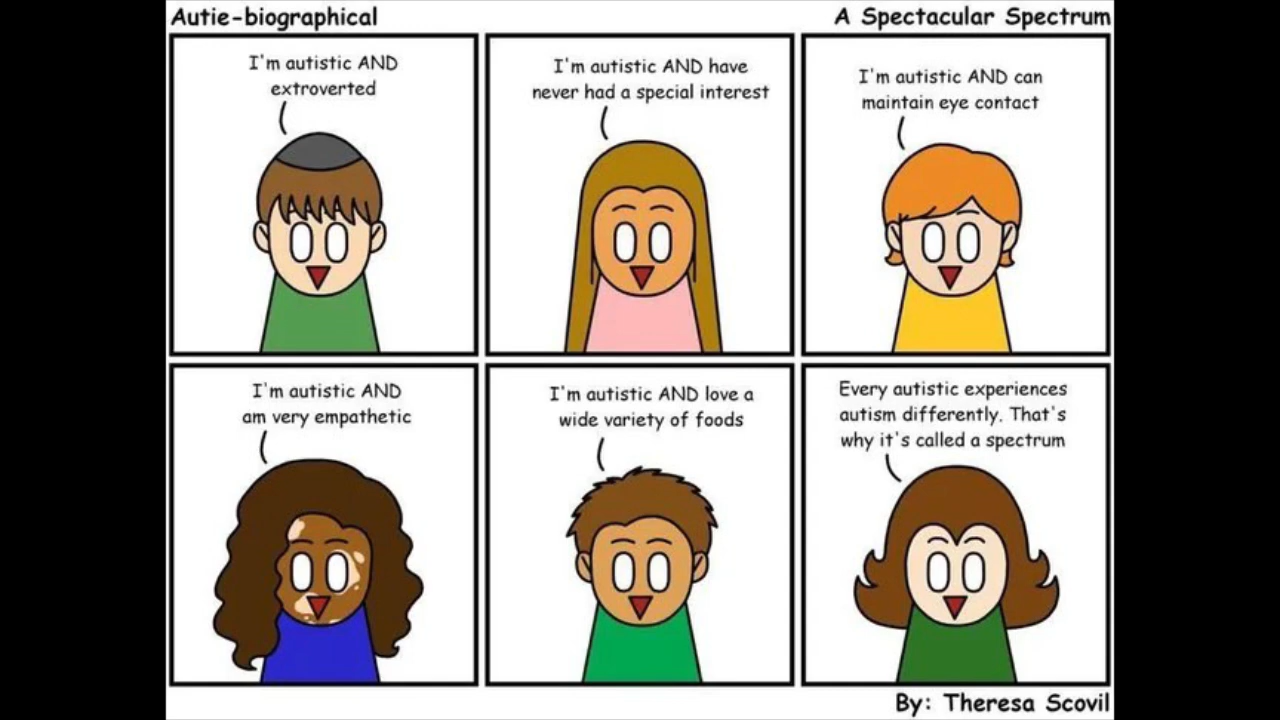 Autie-biographical
A Spectacular Spectrum
I'm autistic AND
extroverted
I'm autistic AND have
never had a special interest
I'm autistic AND can
maintain eye contact
I'm autistic AND
am very empathetic
I'm autistic AND love a
wide variety of foods
Every autistic experiences
autism differently. That's
why it's called a spectrum
By: Theresa Scovil